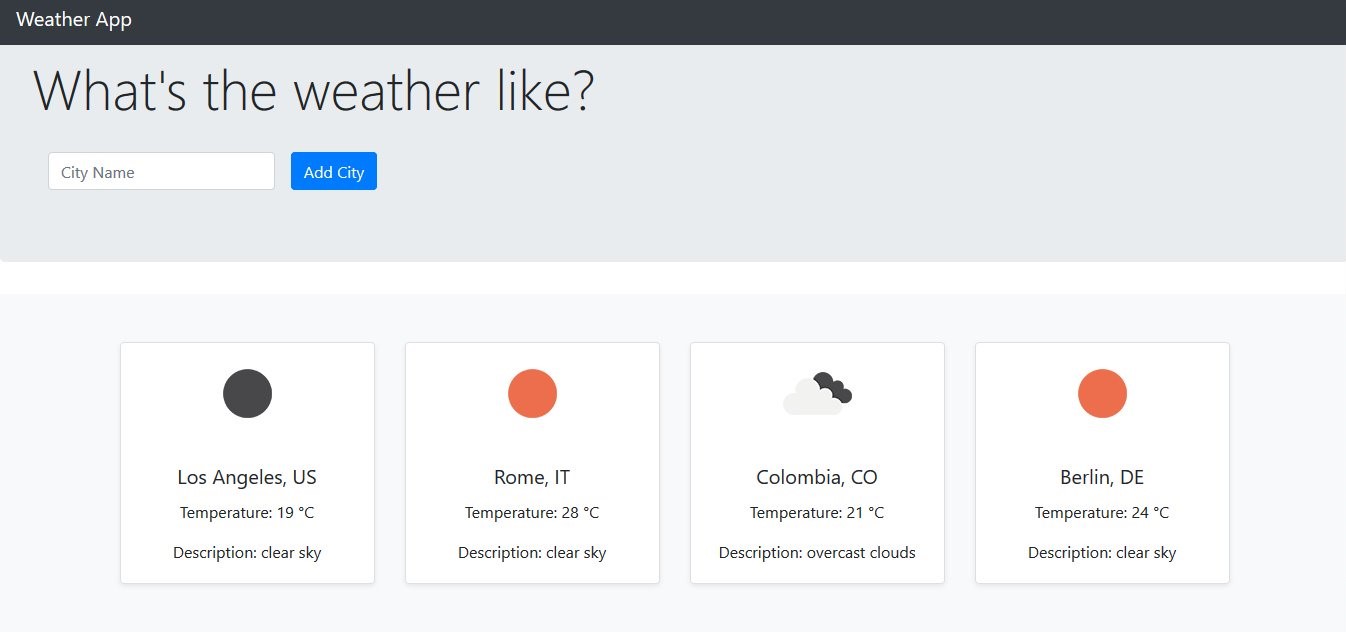 Weather App
What's the weather like?
City Name
Add City
Los Angeles, US
Temperature: 19 °C
Description: clear sky
Rome, IT
Temperature: 28 °C
Description: clear sky
Colombia, CO
Temperature: 21 °C
Description: overcast clouds
Berlin, DE
Temperature: 24 °C
Description: clear sky